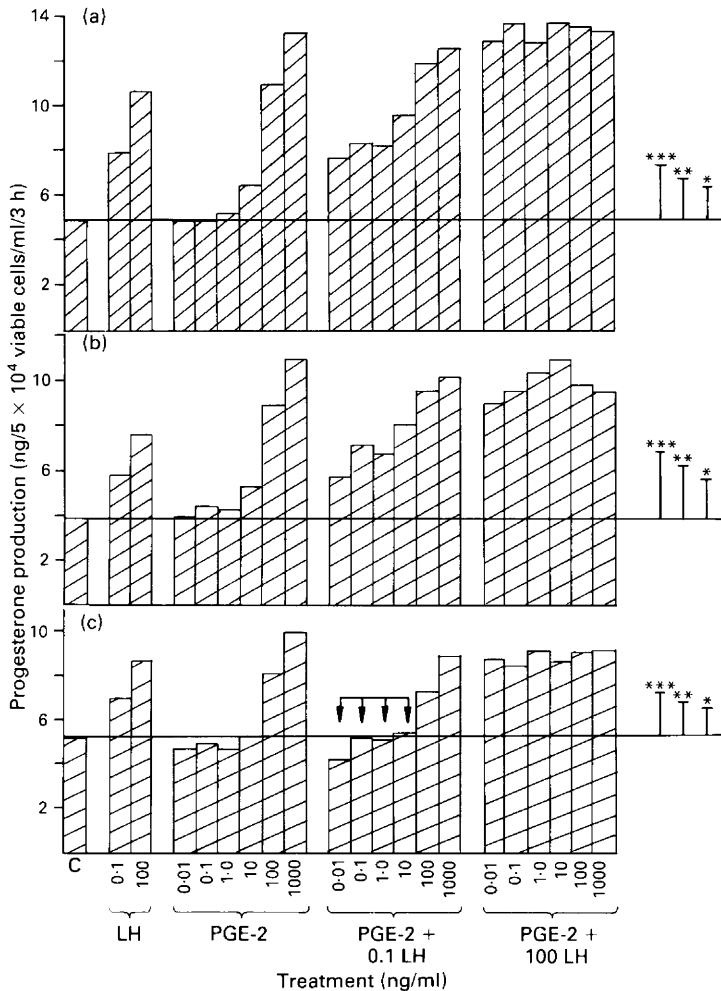 Progesterone production (ng/5 × 10⁴ viable cells/ml/3 h)
(a)
14
10
6
2
*** ** *
(b)
10
6
2
*** ** *
(c)
10
6
2
*** ** *
C 0·1 100 0·01 0·1 1·0 10 100 1000 0·01 0·1 1·0 10 100 1000 0·01 0·1 1·0 10 100 1000
LH PGE-2 PGE-2 + PGE-2 +
0.1 LH 100 LH
Treatment (ng/ml)